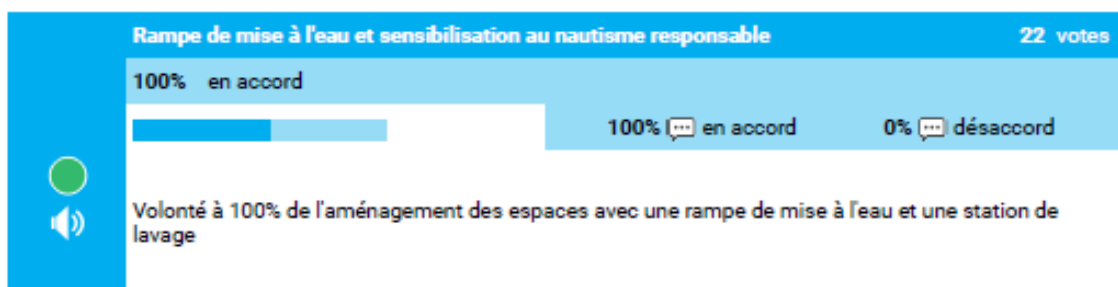 Rampe de mise à l'eau et sensibilisation au nautisme responsable 22 votes
100% en accord
100% en accord 0% désaccord
Volonté à 100% de l'aménagement des espaces avec une rampe de mise à l'eau et une station de
lavage